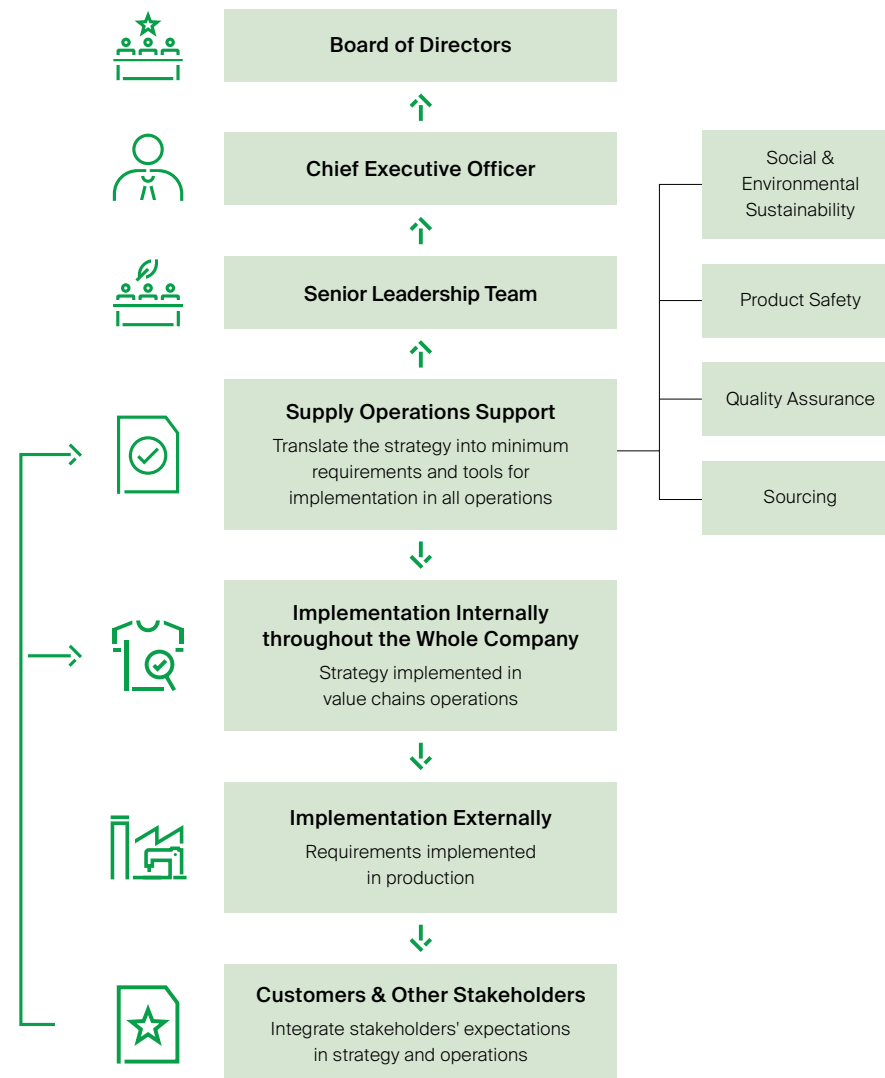 Board of Directors
Chief Executive Officer
Senior Leadership Team
Supply Operations Support
Translate the strategy into minimum
requirements and tools for
implementation in all operations
Social &
Environmental
Sustainability
Product Safety
Quality Assurance
Sourcing
Implementation Internally
throughout the Whole Company
Strategy implemented in
value chains operations
Implementation Externally
Requirements implemented
in production
Customers & Other Stakeholders
Integrate stakeholders' expectations
in strategy and operations